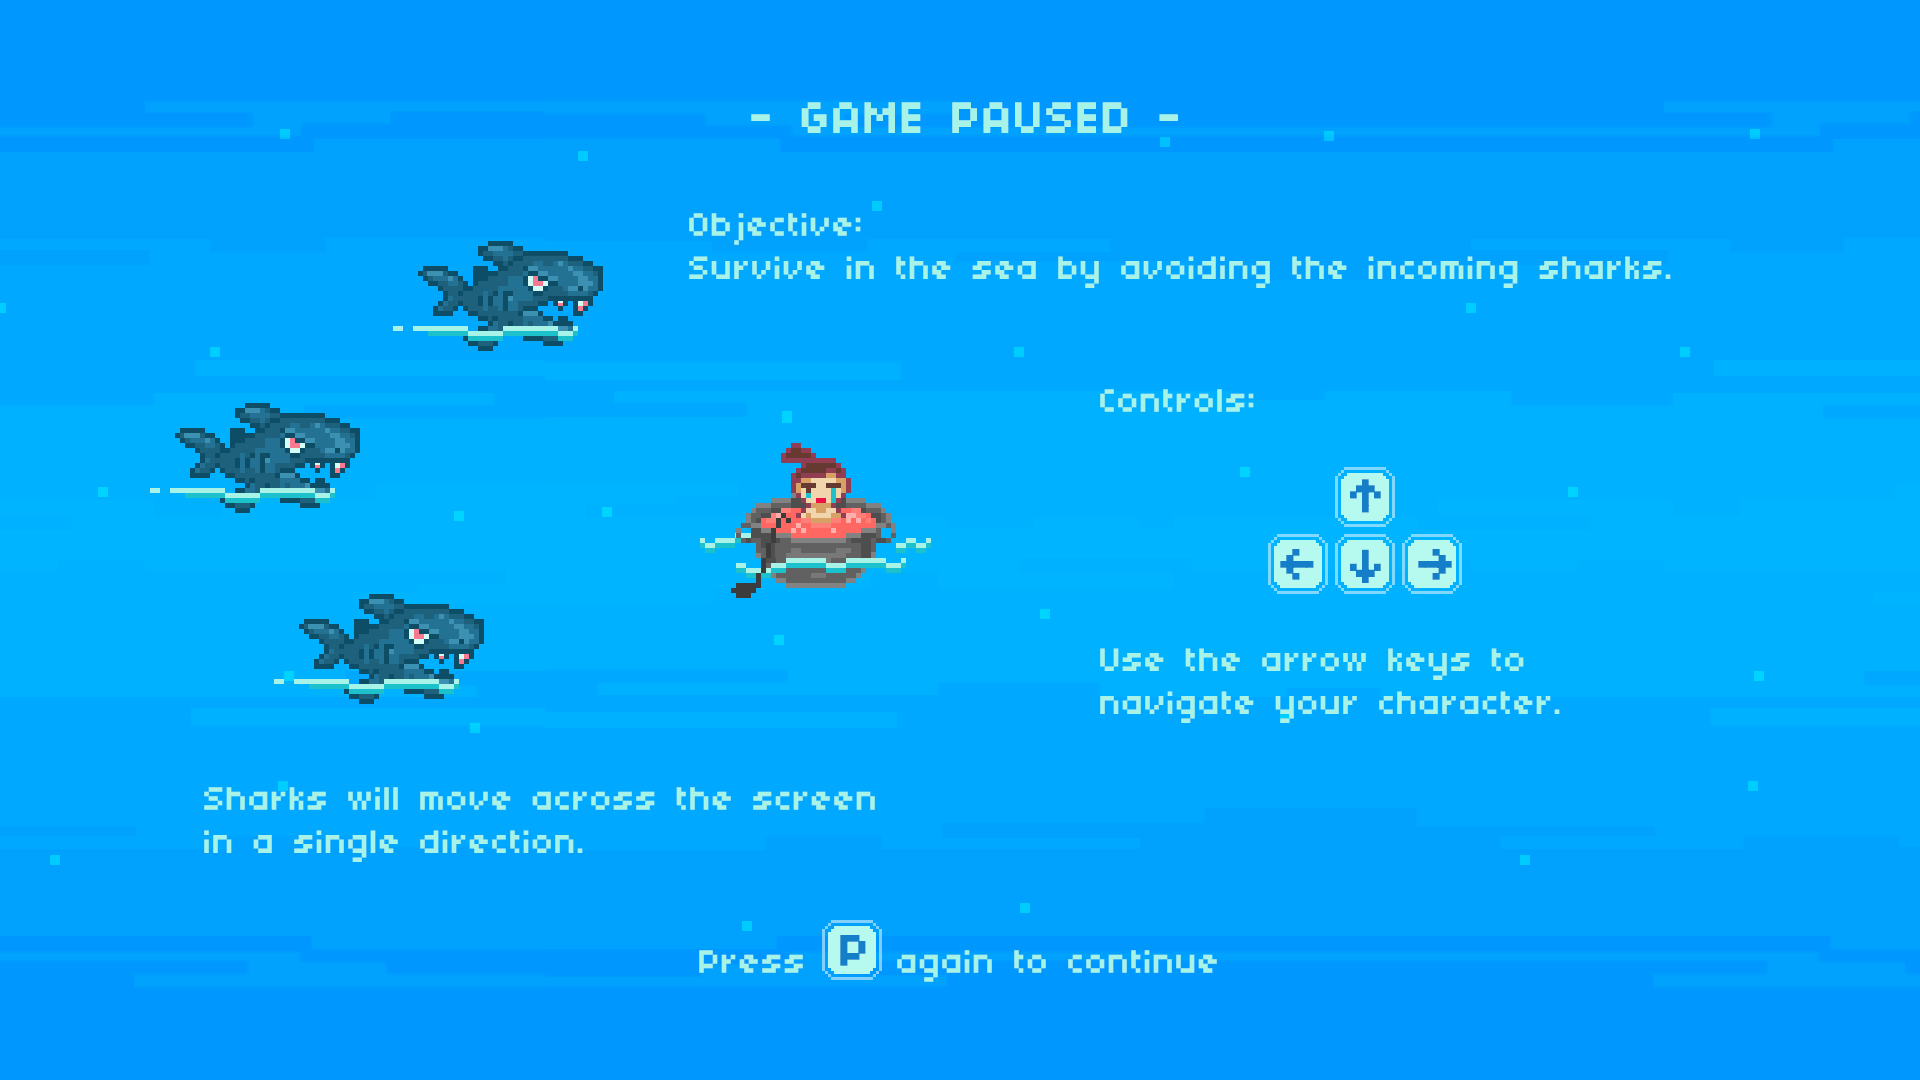 - GAME PAUSED -
Objective:
Survive in the sea by avoiding the incoming sharks.
Controls:
↑
← ↓ →
Use the arrow keys to
navigate your character.
Sharks will move across the screen
in a single direction.
Press P again to continue